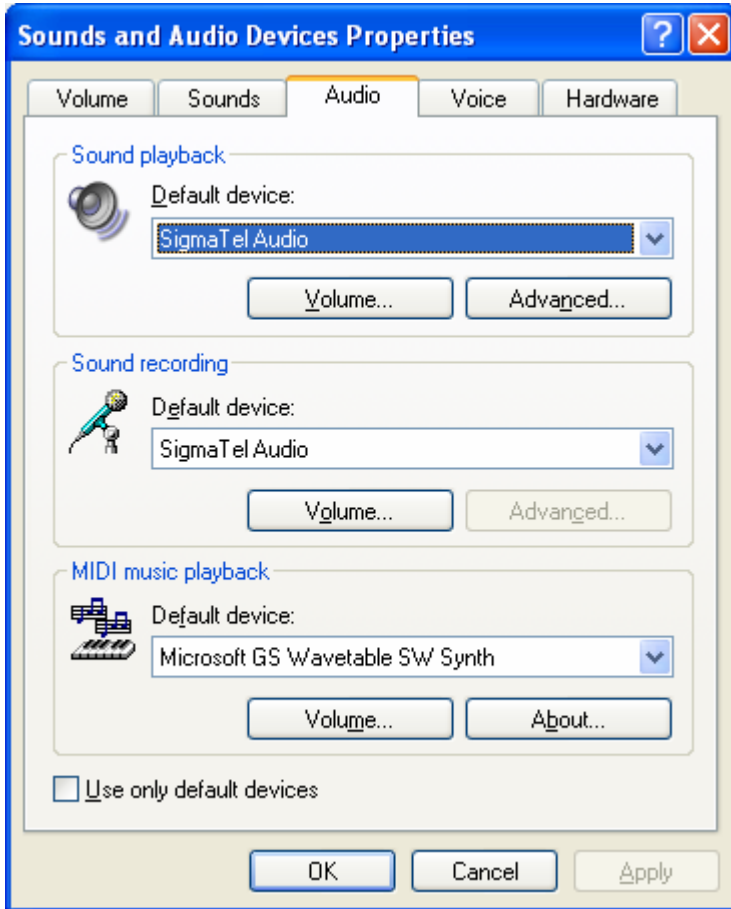 Sounds and Audio Devices Properties
Volume Sounds Audio Voice Hardware
Sound playback
Default device:
SigmaTel Audio
Volume... Advanced...
Sound recording
Default device:
SigmaTel Audio
Volume... Advanced...
MIDI music playback
Default device:
Microsoft GS Wavetable SW Synth
Volume... About...
Use only default devices
OK Cancel Apply